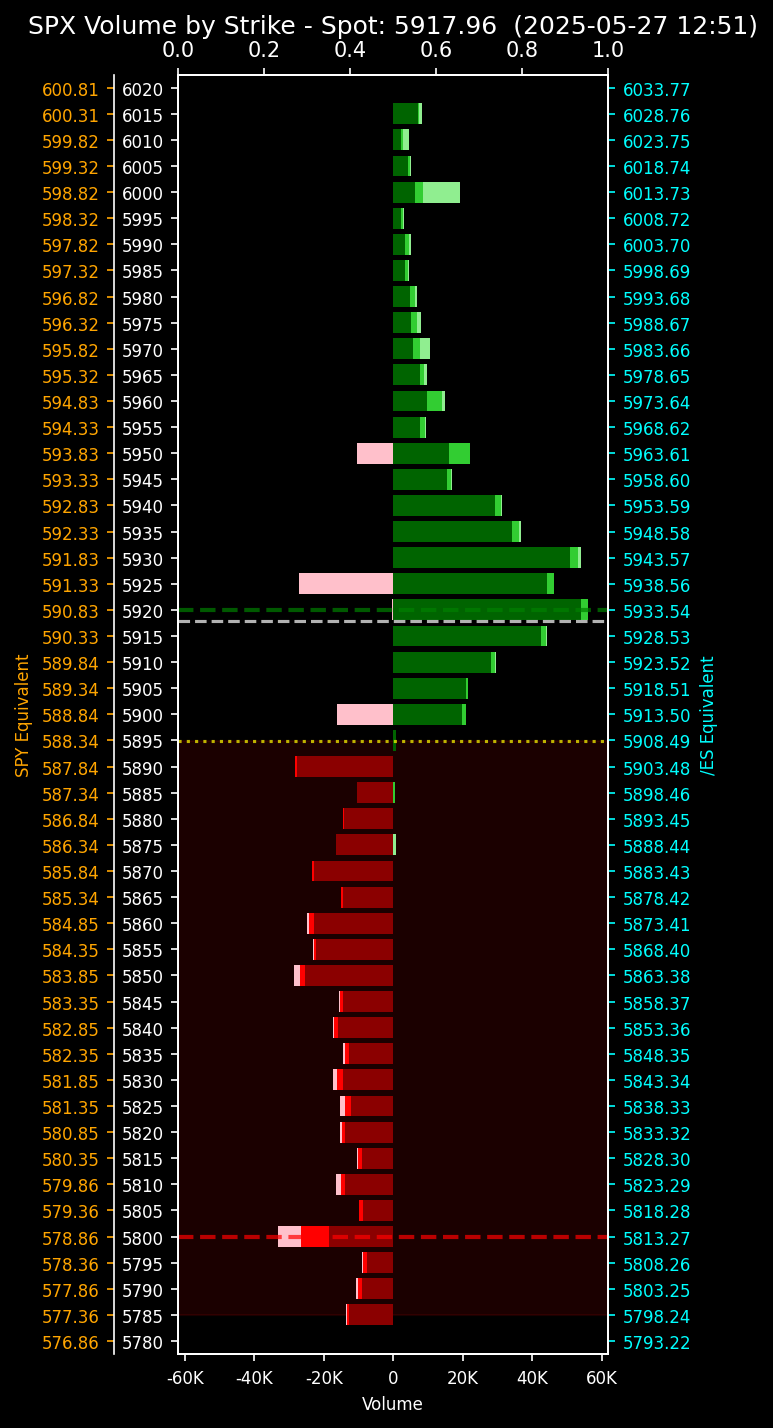 SPX Volume by Strike - Spot: 5917.96 (2025-05-27 12:51)
0.0 0.2 0.4 0.6 0.8 1.0
600.81 6020 6033.77
600.31 6015 6028.76
599.82 6010 6023.75
599.32 6005 6018.74
598.82 6000 6013.73
598.32 5995 6008.72
597.82 5990 6003.70
597.32 5985 5998.69
596.82 5980 5993.68
596.32 5975 5988.67
595.82 5970 5983.66
595.32 5965 5978.65
594.83 5960 5973.64
594.33 5955 5968.62
593.83 5950 5963.61
593.33 5945 5958.60
592.83 5940 5953.59
592.33 5935 5948.58
591.83 5930 5943.57
591.33 5925 5938.56
590.83 5920 5933.54
590.33 5915 5928.53
589.84 5910 5923.52
589.34 5905 5918.51
588.84 5900 5913.50
588.34 5895 5908.49
587.84 5890 5903.48
587.34 5885 5898.46
586.84 5880 5893.45
586.34 5875 5888.44
585.84 5870 5883.43
585.34 5865 5878.42
584.85 5860 5873.41
584.35 5855 5868.40
583.85 5850 5863.38
583.35 5845 5858.37
582.85 5840 5853.36
582.35 5835 5848.35
581.85 5830 5843.34
581.35 5825 5838.33
580.85 5820 5833.32
580.35 5815 5828.30
579.86 5810 5823.29
579.36 5805 5818.28
578.86 5800 5813.27
578.36 5795 5808.26
577.86 5790 5803.25
577.36 5785 5798.24
576.86 5780 5793.22
SPY Equivalent
/ES Equivalent
-60K -40K -20K 0 20K 40K 60K
Volume